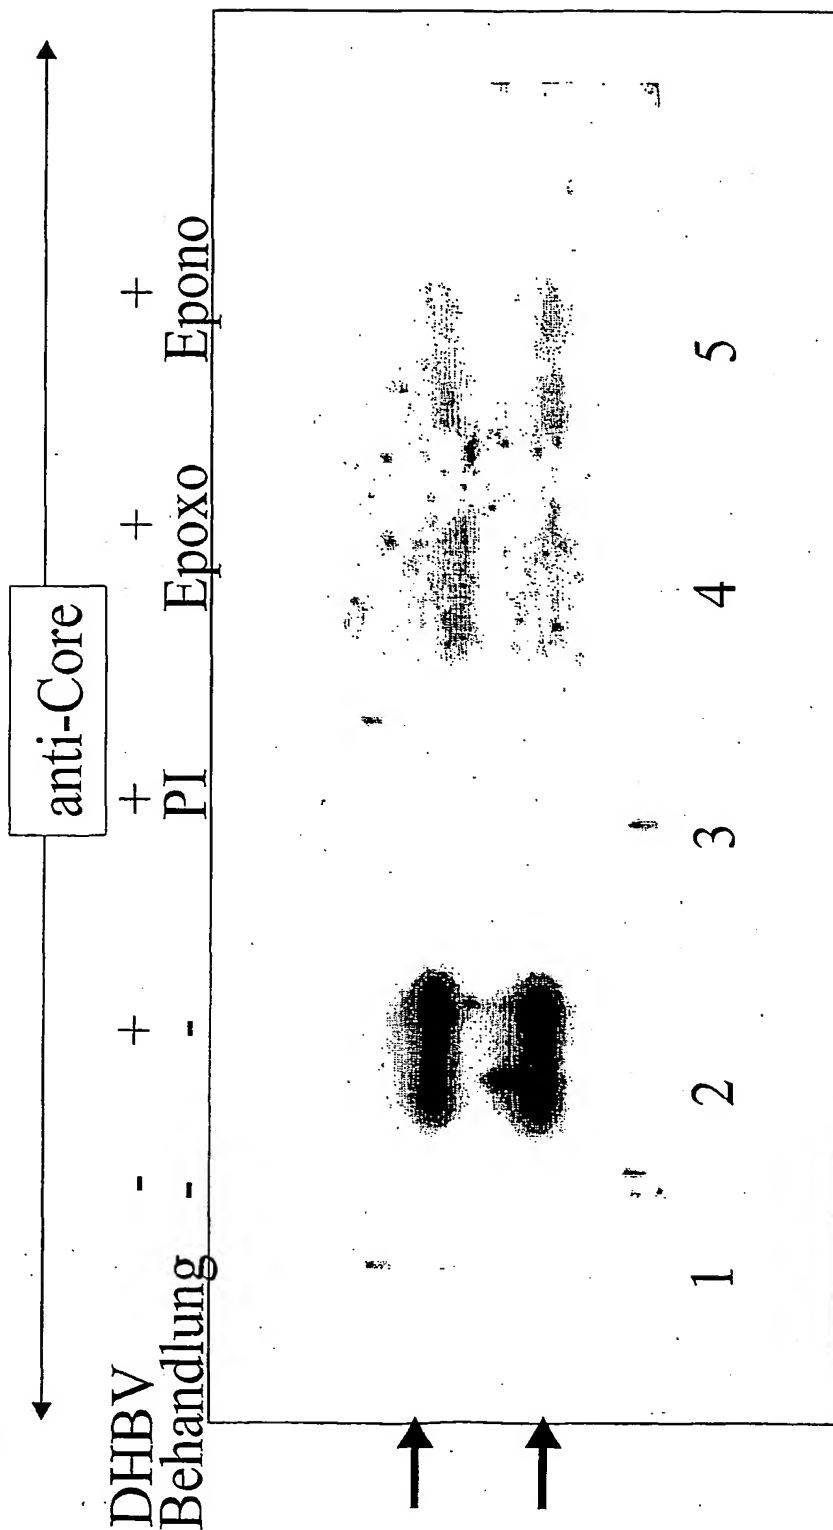 anti-Core
DHBV - + + + +
Behandlung - - PI Epoxo Epono
1 2 3 4 5